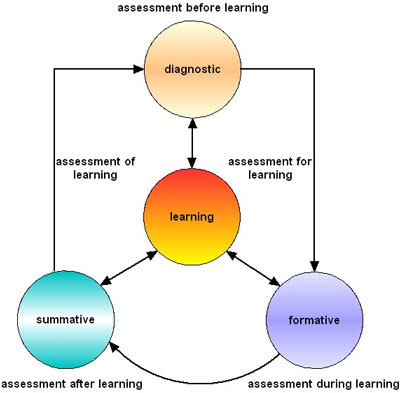 assessment before learning
diagnostic
assessment of
learning
assessment for
learning
learning
summative
formative
assessment after learning
assessment during learning